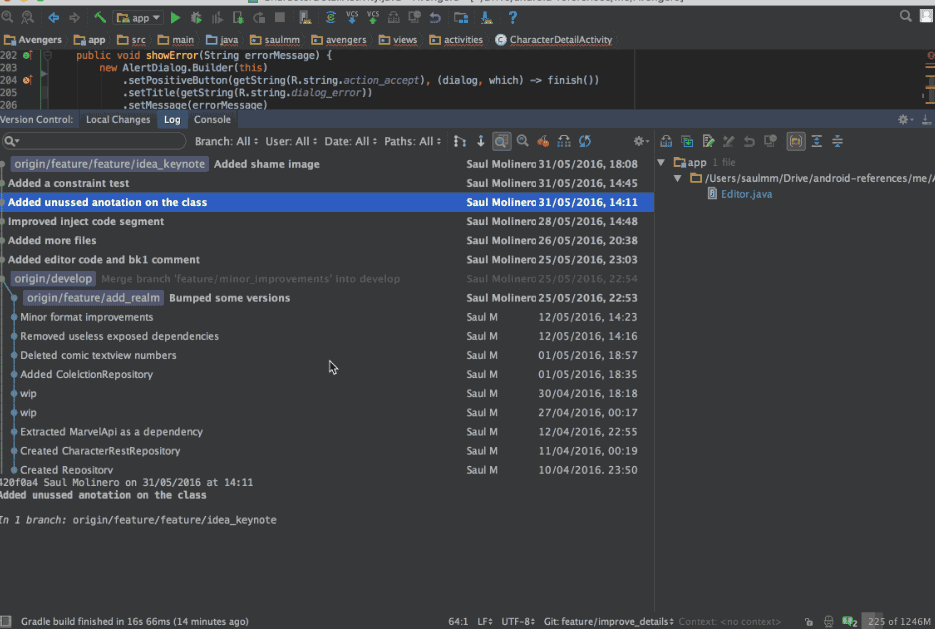 app
Avengers app src main java saulmm avengers views activities CharacterDetailActivity
202 public void showError(String errorMessage) {
203 new AlertDialog.Builder(this)
204 .setPositiveButton(getString(R.string.action_accept), (dialog, which) -> finish())
205 .setTitle(getString(R.string.dialog_error))
206 .setMessage(errorMessage)
Version Control: Local Changes Log Console
Branch: All User: All Date: All Paths: All
origin/feature/feature/idea_keynote Added shame image Saul Molinero 31/05/2016, 18:08
Added a constraint test Saul Molinero 31/05/2016, 14:45
Added unussed anotation on the class Saul Molinero 31/05/2016, 14:11
Improved inject code segment Saul Molinero 28/05/2016, 14:48
Added more files Saul Molinero 26/05/2016, 20:38
Added editor code and bk1 comment Saul Molinero 25/05/2016, 23:03
origin/develop Merge branch 'feature/minor_improvements' into develop Saul Molinero 25/05/2016, 22:54
origin/feature/add_realm Bumped some versions Saul Molinero 25/05/2016, 22:53
Minor format improvements Saul M 12/05/2016, 14:23
Removed useless exposed dependencies Saul M 12/05/2016, 14:16
Deleted comic textview numbers Saul M 01/05/2016, 18:57
Added ColelctionRepository Saul M 01/05/2016, 18:35
wip Saul M 30/04/2016, 18:18
wip Saul M 27/04/2016, 00:17
Extracted MarvelApi as a dependency Saul M 12/04/2016, 22:55
Created CharacterRestRepository Saul M 11/04/2016, 00:19
Created Repository Saul M 10/04/2016, 23:50
app 1 file
/Users/saulmm/Drive/android-references/me/
Editor.java
420f0a4 Saul Molinero on 31/05/2016 at 14:11
Added unussed anotation on the class
In 1 branch: origin/feature/feature/idea_keynote
Gradle build finished in 16s 66ms (14 minutes ago) 64:1 LF UTF-8 Git: feature/improve_details Context: <no context> 2 225 of 1246M